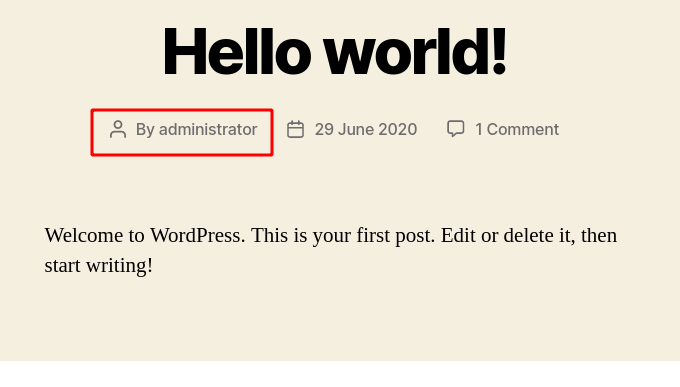 Hello world!
By administrator 29 June 2020 1 Comment
Welcome to WordPress. This is your first post. Edit or delete it, then
start writing!